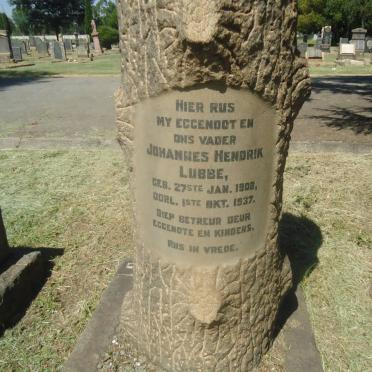 HIER RUS
MY EGGENOOT EN
ONS VADER
JOHANNES HENDRIK
LUBBE,
GEB. 27STE JAN. 1908,
OORL. 1STE OKT. 1937.
DIEP BETREUR DEUR
EGGENOTE EN KINDERS.
RUS IN VREDE.